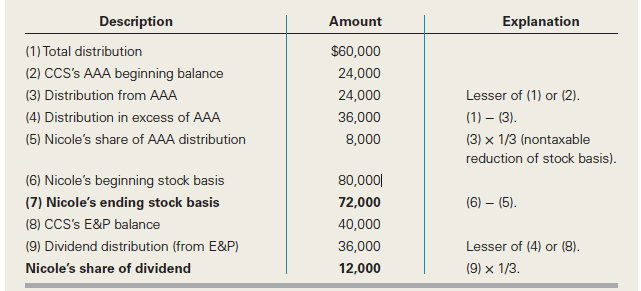 Description Amount Explanation
(1) Total distribution $60,000
(2) CCS's AAA beginning balance 24,000
(3) Distribution from AAA 24,000 Lesser of (1) or (2).
(4) Distribution in excess of AAA 36,000 (1) – (3).
(5) Nicole's share of AAA distribution 8,000 (3) × 1/3 (nontaxable
reduction of stock basis).
(6) Nicole's beginning stock basis 80,000
(7) Nicole's ending stock basis 72,000 (6) – (5).
(8) CCS's E&P balance 40,000
(9) Dividend distribution (from E&P) 36,000 Lesser of (4) or (8).
Nicole's share of dividend 12,000 (9) × 1/3.